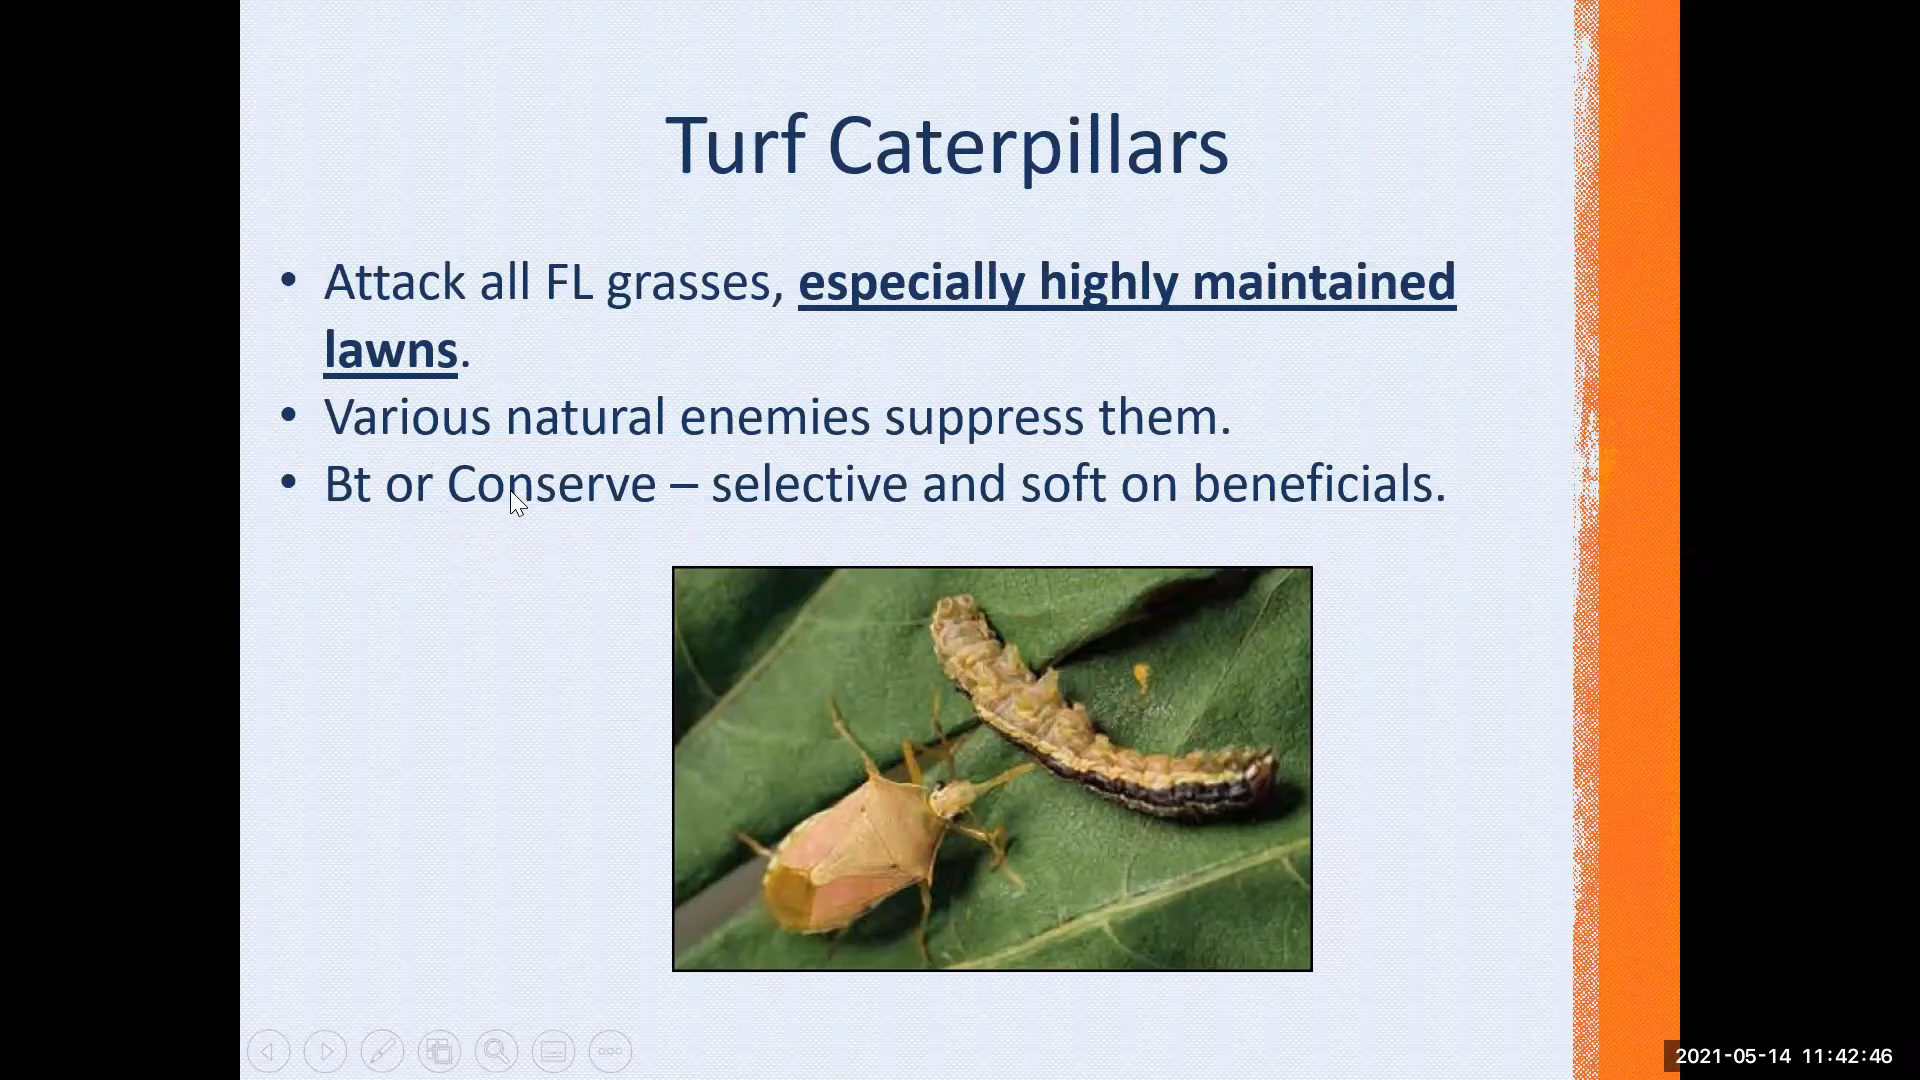 Turf Caterpillars
• Attack all FL grasses, especially highly maintained
lawns.
• Various natural enemies suppress them.
• Bt or Conserve – selective and soft on beneficials.
2021-05-14 11:42:46